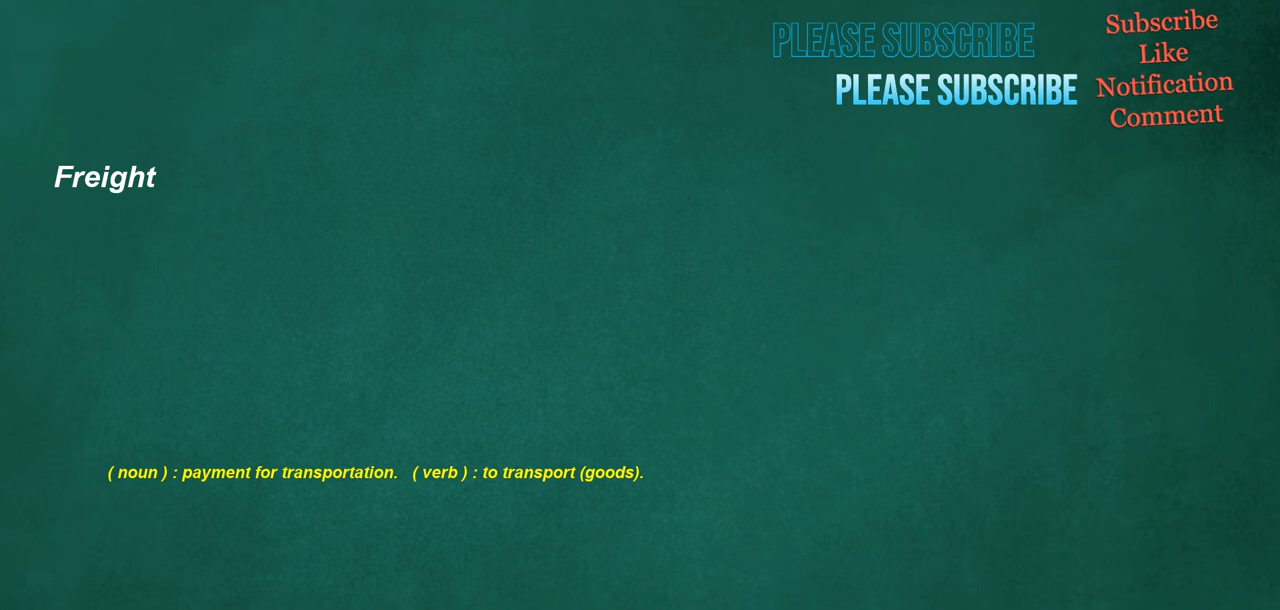 PLEASE SUBSCRIBE
PLEASE SUBSCRIBE
Subscribe
Like
Notification
Comment
Freight
( noun ) : payment for transportation.   ( verb ) : to transport (goods).